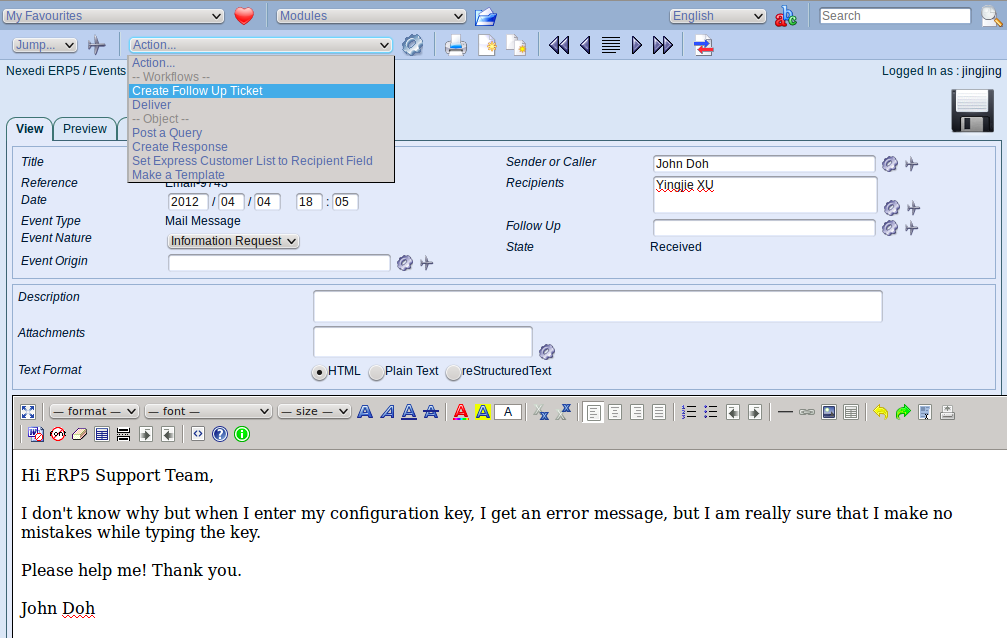 My Favourites Modules English Search
Jump... Action...
Nexedi ERP5 / Events Logged In as : jingjing
Action...
-- Workflows --
Create Follow Up Ticket
Deliver
-- Object --
Post a Query
Create Response
Set Express Customer List to Recipient Field
Make a Template
View Preview
Title Sender or Caller John Doh
Reference Email-9743 Recipients Yingjie XU
Date 2012 / 04 / 04 18 : 05
Event Type Mail Message Follow Up
Event Nature Information Request State Received
Event Origin
Description
Attachments
Text Format HTML Plain Text reStructuredText
— format — — font — — size —
Hi ERP5 Support Team,
I don't know why but when I enter my configuration key, I get an error message, but I am really sure that I make no
mistakes while typing the key.
Please help me! Thank you.
John Doh